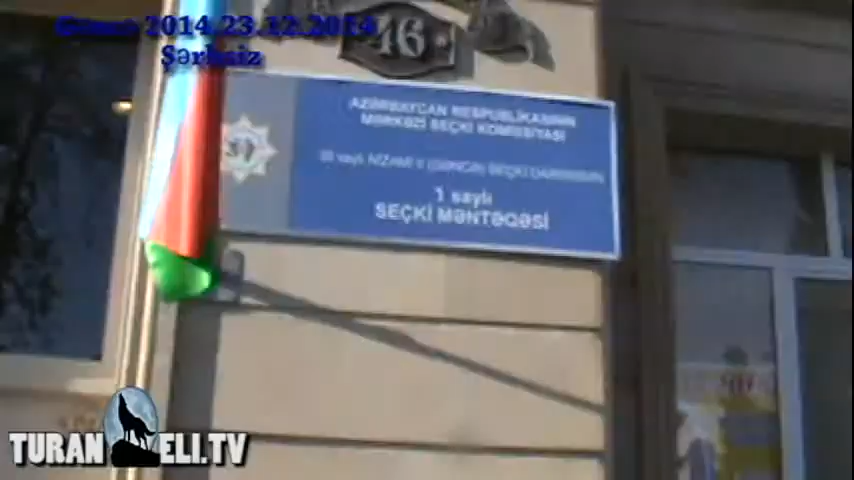 Gəncə 2014.23.12.2014
Şərhsiz
46
AZƏRBAYCAN RESPUBLİKASININ
MƏRKƏZİ SEÇKİ KOMİSSİYASI
saylı NİZAMİ (GƏNCƏ) SEÇKİ DAİRƏSİNİN
1 saylı
SEÇKİ MƏNTƏQƏSİ
TURAN ELI.TV